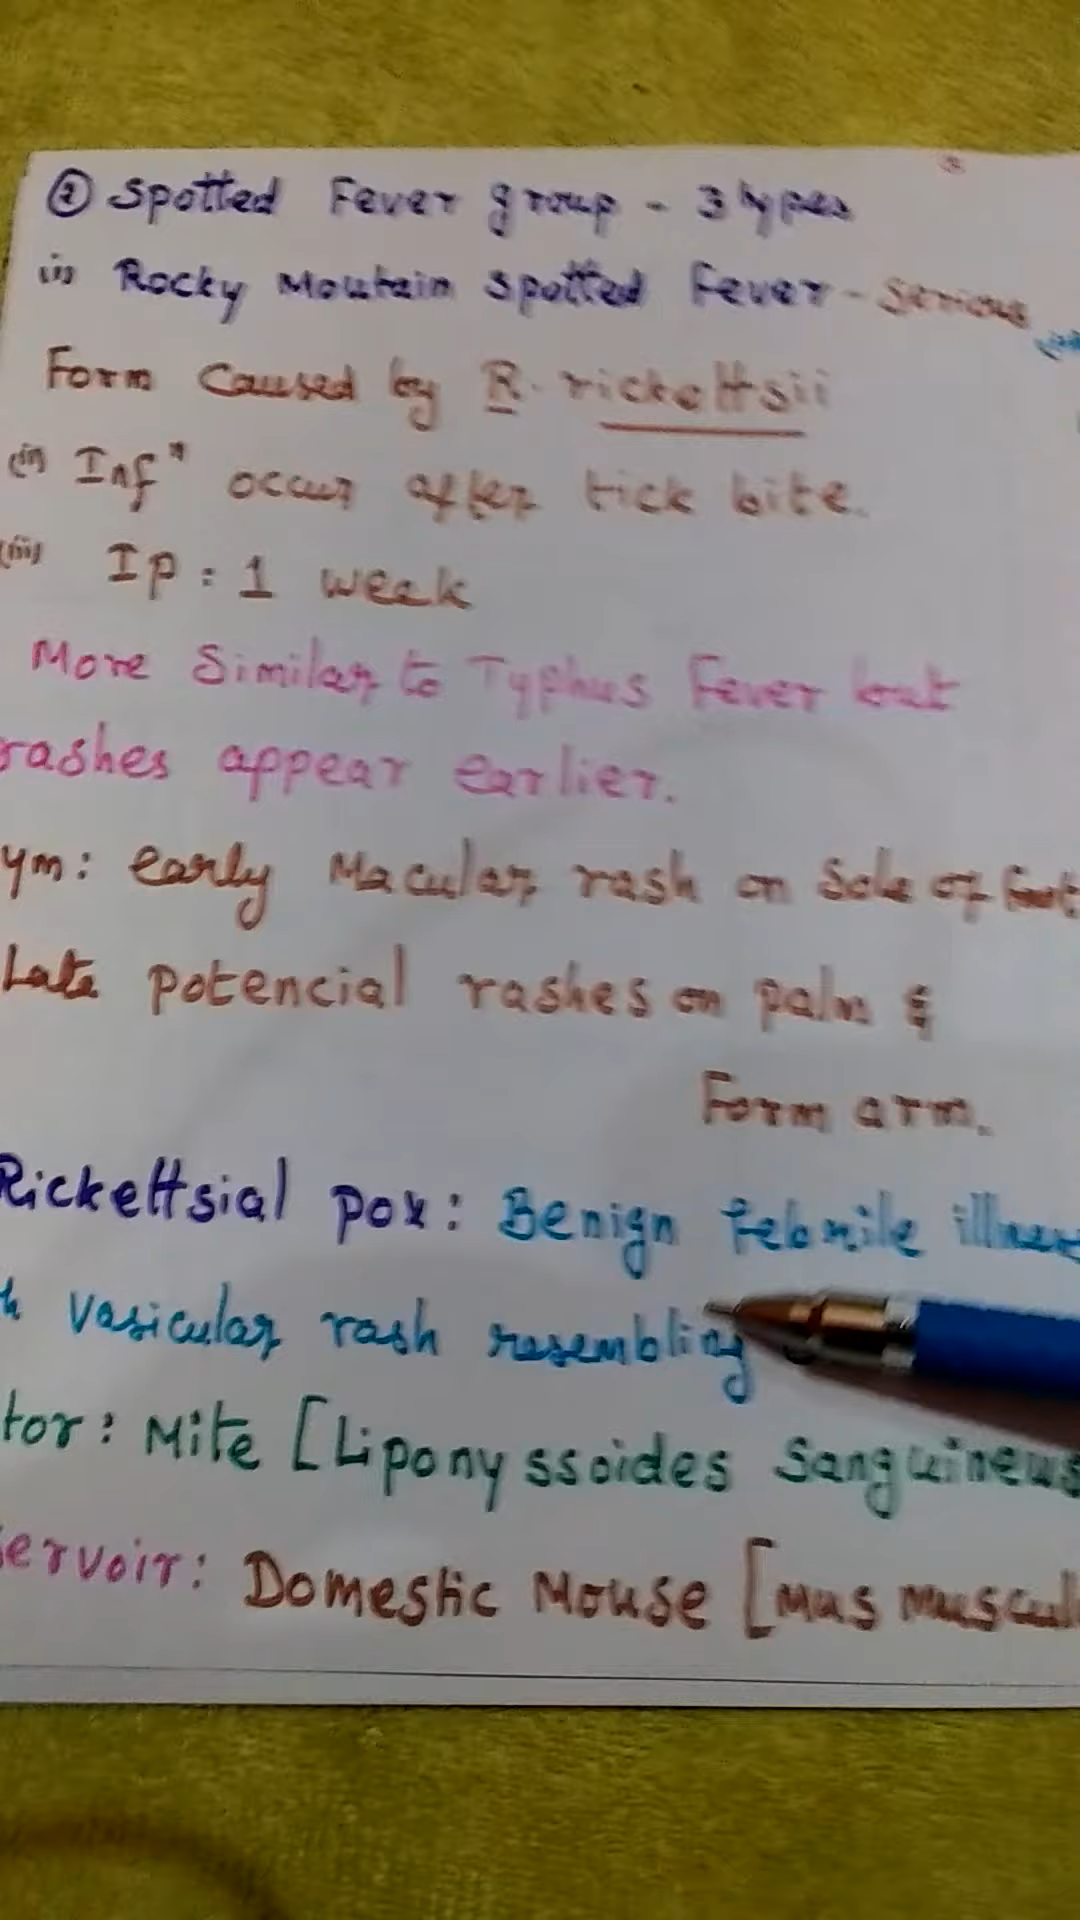 ② Spotted Fever group - 3 types
(i) Rocky Moutain spotted Fever - serious
Form caused by R. rickettsii
(ii) Infⁿ occur after tick bite.
(iii) IP : 1 week
More Similar to Typhus Fever but
rashes appear earlier.
ym: early Macular rash on Sole of foot
Late potencial rashes on palm &
Form arm.
Rickettsial pox: Benign febrile illness
h vasicular rash resembling
tor: Mite [Liponyssoides Sanguineus
servoir: Domestic Mouse [Mus muscul